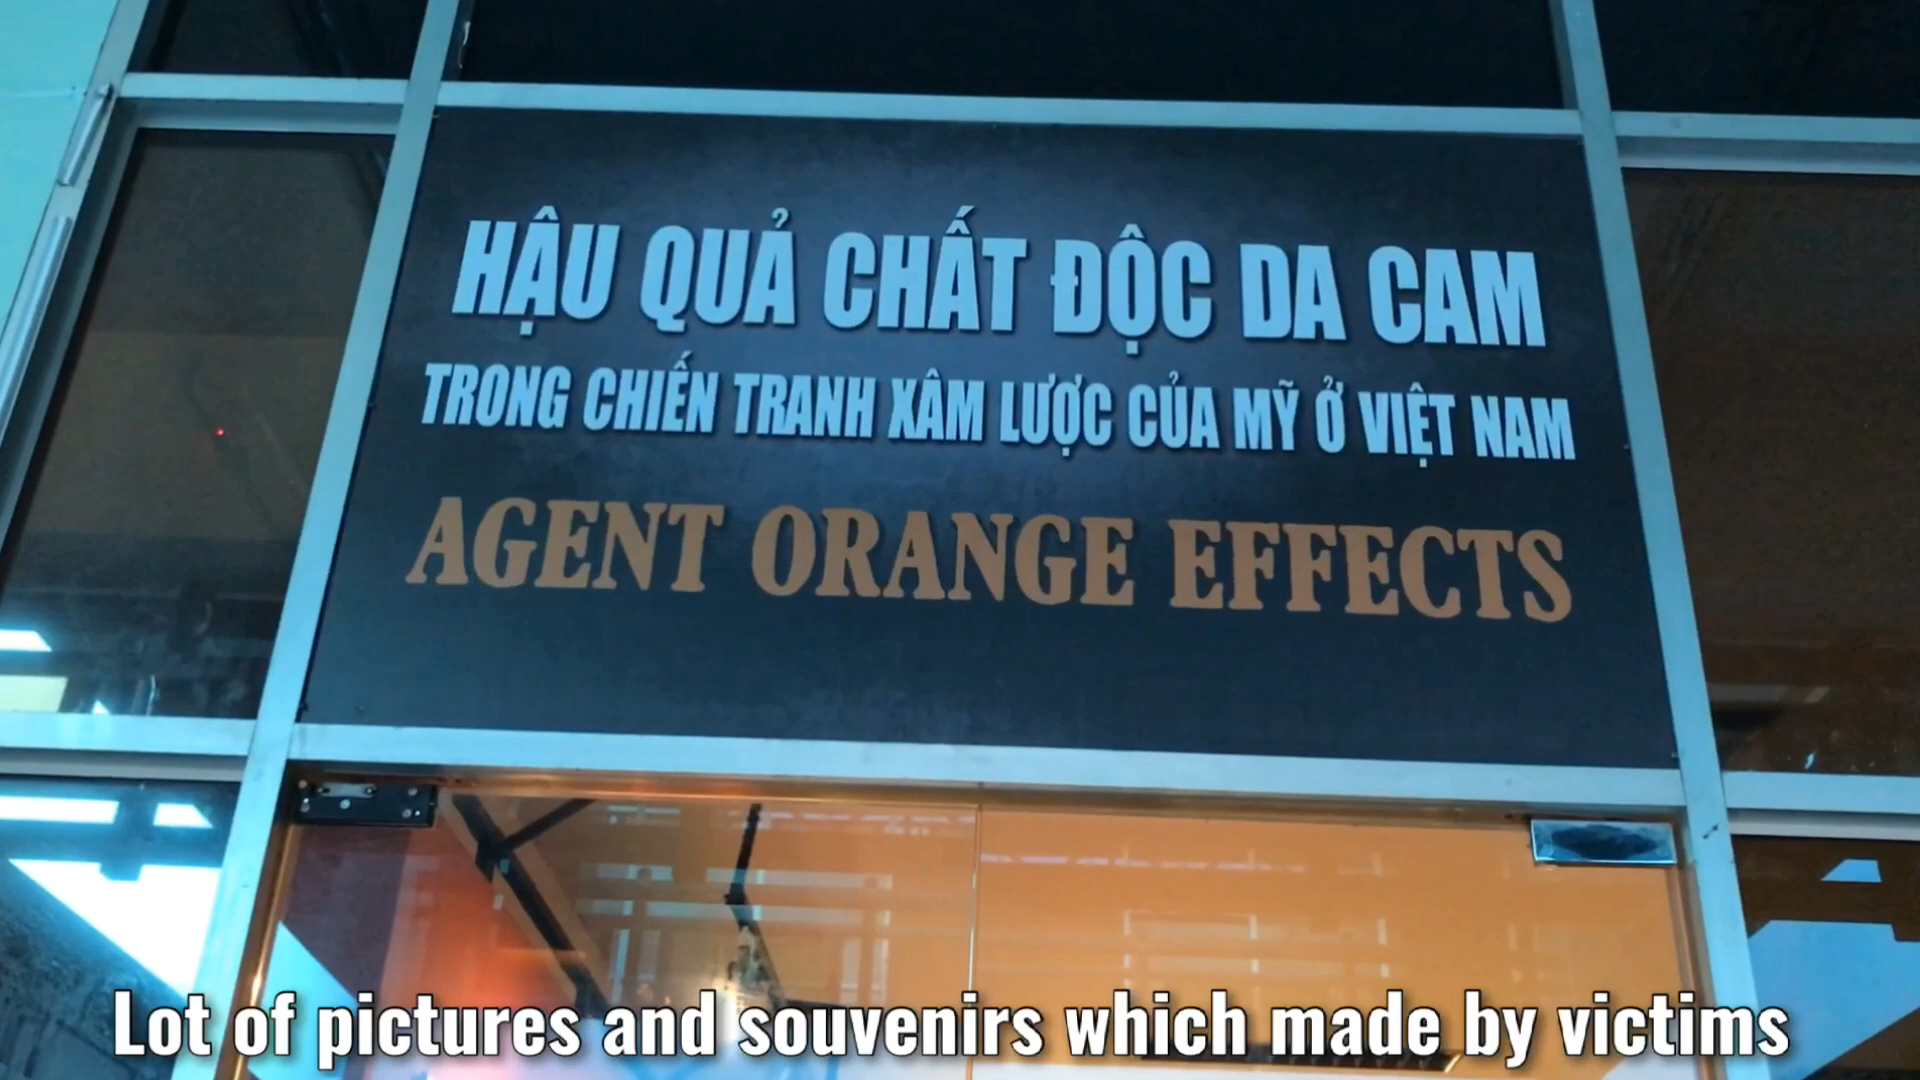 HẬU QUẢ CHẤT ĐỘC DA CAM
TRONG CHIẾN TRANH XÂM LƯỢC CỦA MỸ Ở VIỆT NAM
AGENT ORANGE EFFECTS
Lot of pictures and souvenirs which made by victims